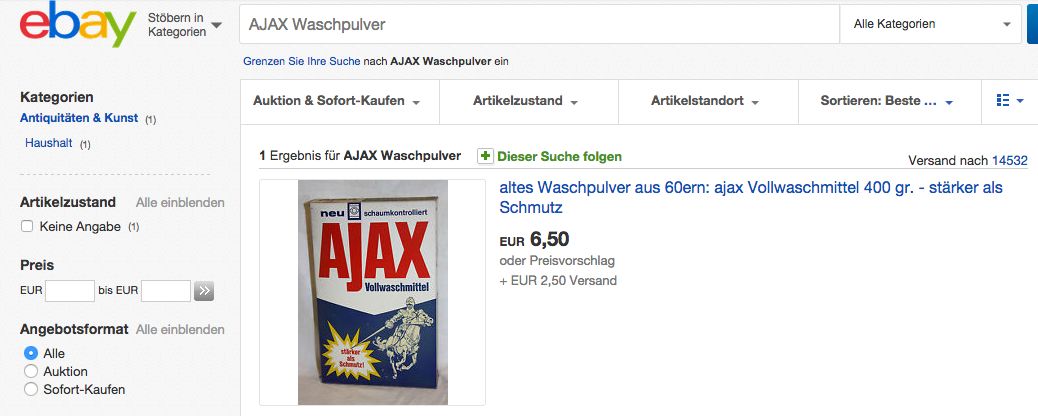 ebay
Stöbern in
Kategorien
AJAX Waschpulver
Alle Kategorien
Grenzen Sie Ihre Suche nach AJAX Waschpulver ein
Kategorien
Antiquitäten & Kunst (1)
Haushalt (1)
Artikelzustand Alle einblenden
Keine Angabe (1)
Preis
EUR bis EUR
Angebotsformat Alle einblenden
Alle
Auktion
Sofort-Kaufen
Auktion & Sofort-Kaufen
Artikelzustand
Artikelstandort
Sortieren: Beste ...
1 Ergebnis für AJAX Waschpulver
Dieser Suche folgen
Versand nach 14532
neu schaumkontrolliert
AJAX
Vollwaschmittel
stärker
als
Schmutz!
altes Waschpulver aus 60ern: ajax Vollwaschmittel 400 gr. - stärker als
Schmutz
EUR 6,50
oder Preisvorschlag
+ EUR 2,50 Versand